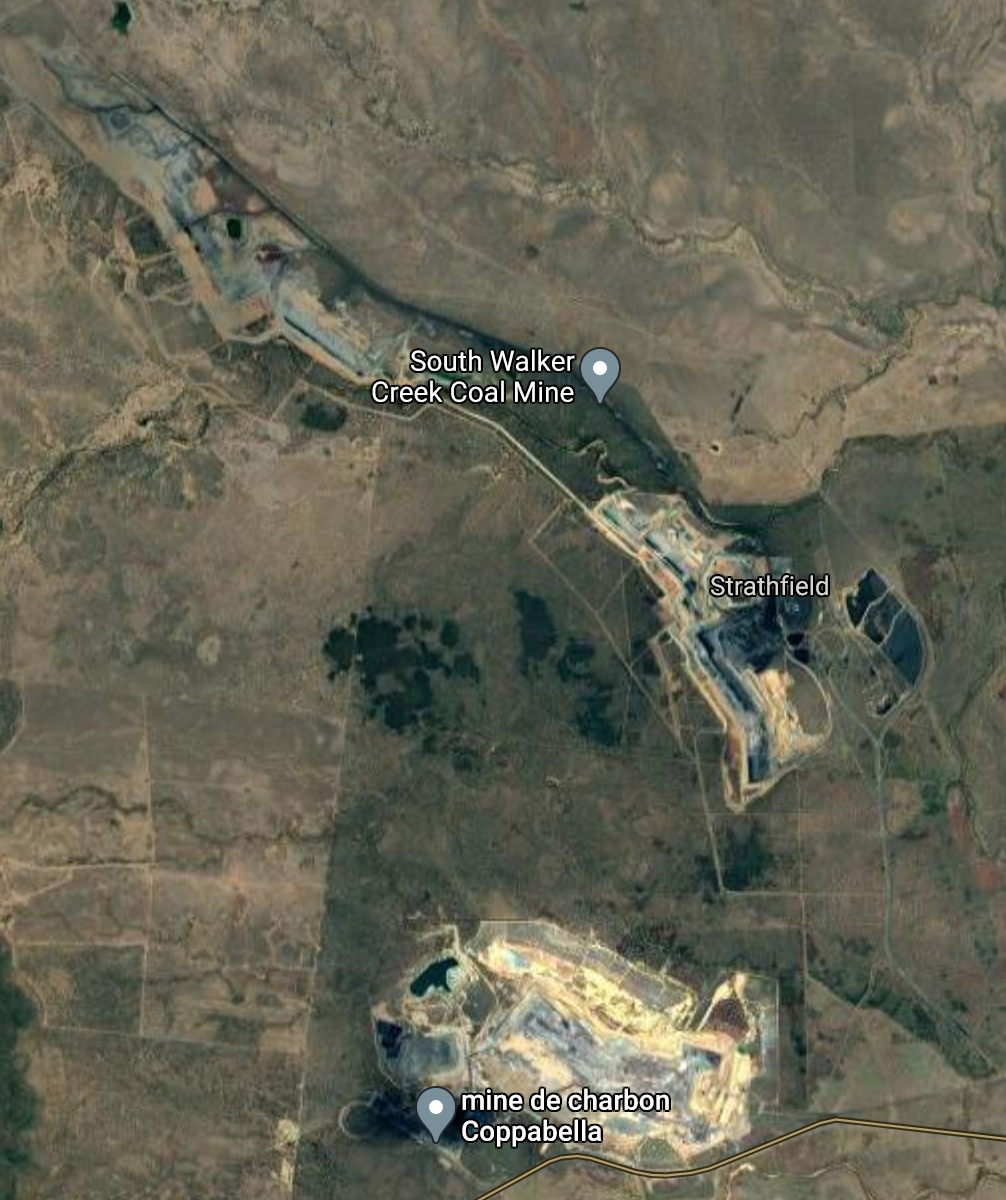 South Walker
Creek Coal Mine
Strathfield
mine de charbon
Coppabella